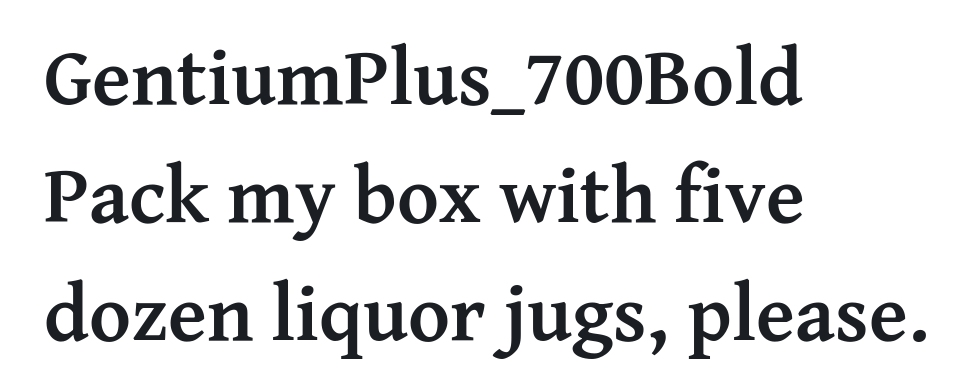 GentiumPlus_700Bold
Pack my box with five
dozen liquor jugs, please.